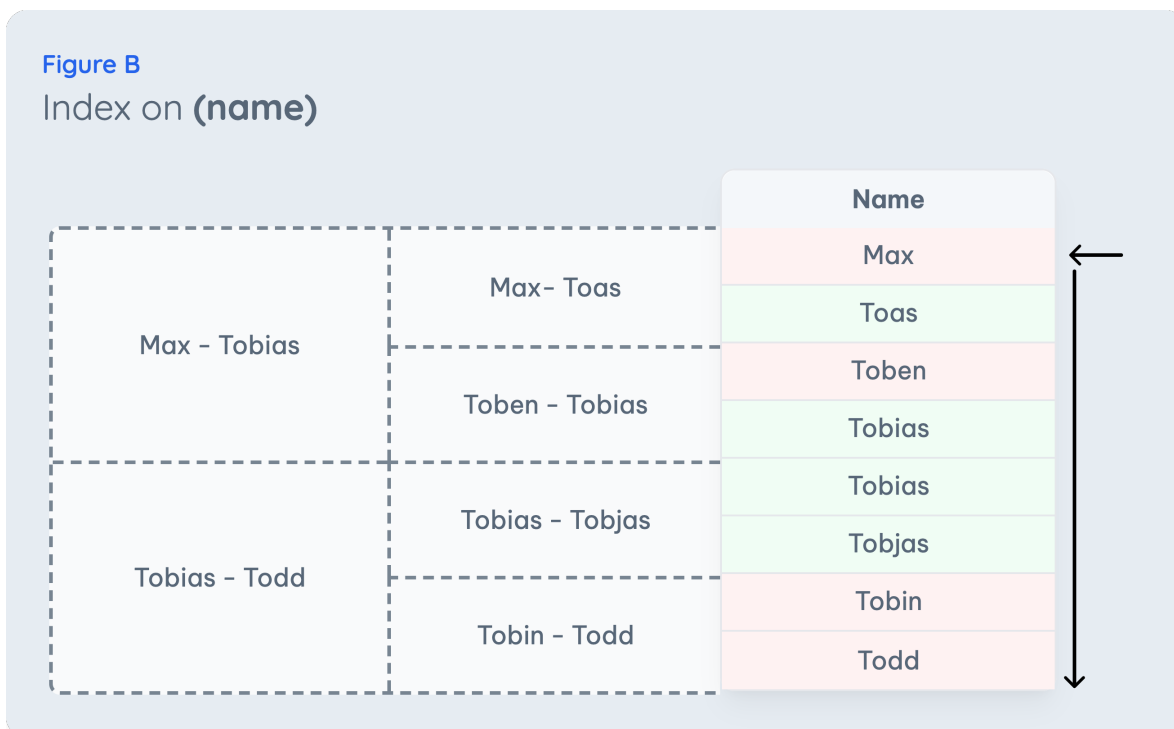 Figure B
Index on (name)
Name
Max
Toas
Toben
Tobias
Tobias
Tobjas
Tobin
Todd
Max - Tobias
Tobias - Todd
Max- Toas
Toben - Tobias
Tobias - Tobjas
Tobin - Todd